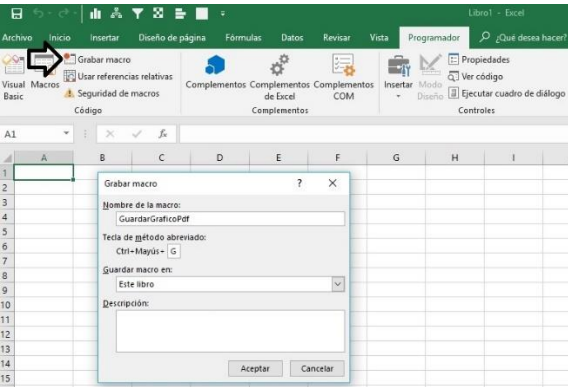 Libro1 - Excel
Archivo Inicio Insertar Diseño de página Fórmulas Datos Revisar Vista Programador ¿Qué desea hacer?
Visual Basic
Macros
Grabar macro
Usar referencias relativas
Seguridad de macros
Código
Complementos
Complementos de Excel
Complementos COM
Complementos
Insertar
Modo Diseño
Propiedades
Ver código
Ejecutar cuadro de diálogo
Controles
A1 fx
A B C D E F G H I
1
2
3
4
5
6
7
8
9
10
11
12
13
14
15
Grabar macro ? X
Nombre de la macro:
GuardarGraficoPdf
Tecla de método abreviado:
Ctrl+Mayús+ G
Guardar macro en:
Este libro
Descripción:
Aceptar Cancelar